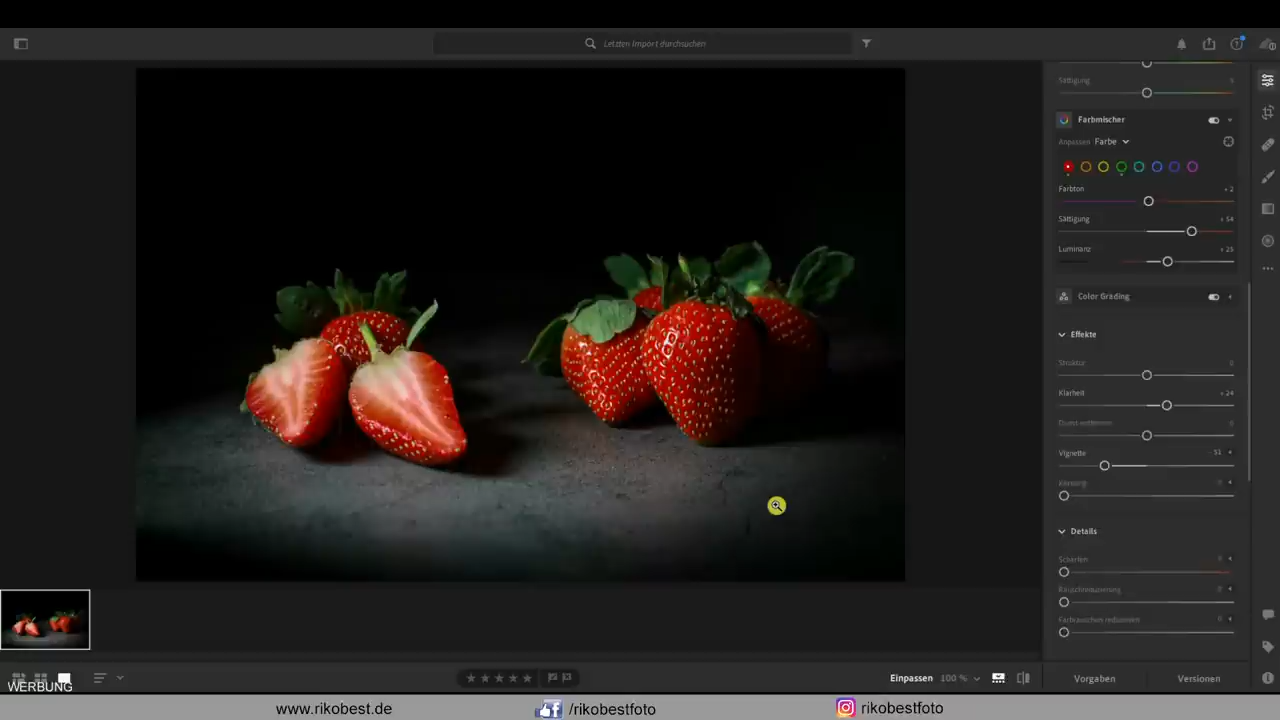 Letzten Import durchsuchen
Sättigung
Farbmischer
Anpassen Farbe
Farbton + 2
Sättigung + 54
Luminanz + 25
Color Grading
Effekte
Struktur 0
Klarheit + 24
Dunst entfernen 0
Vignette - 51
Körnung 0
Details
Schärfen 0
Rauschreduzierung 0
Farbrauschen reduzieren 0
Einpassen 100 %
Vorgaben
Versionen
WERBUNG
www.rikobest.de
/rikobestfoto
rikobestfoto